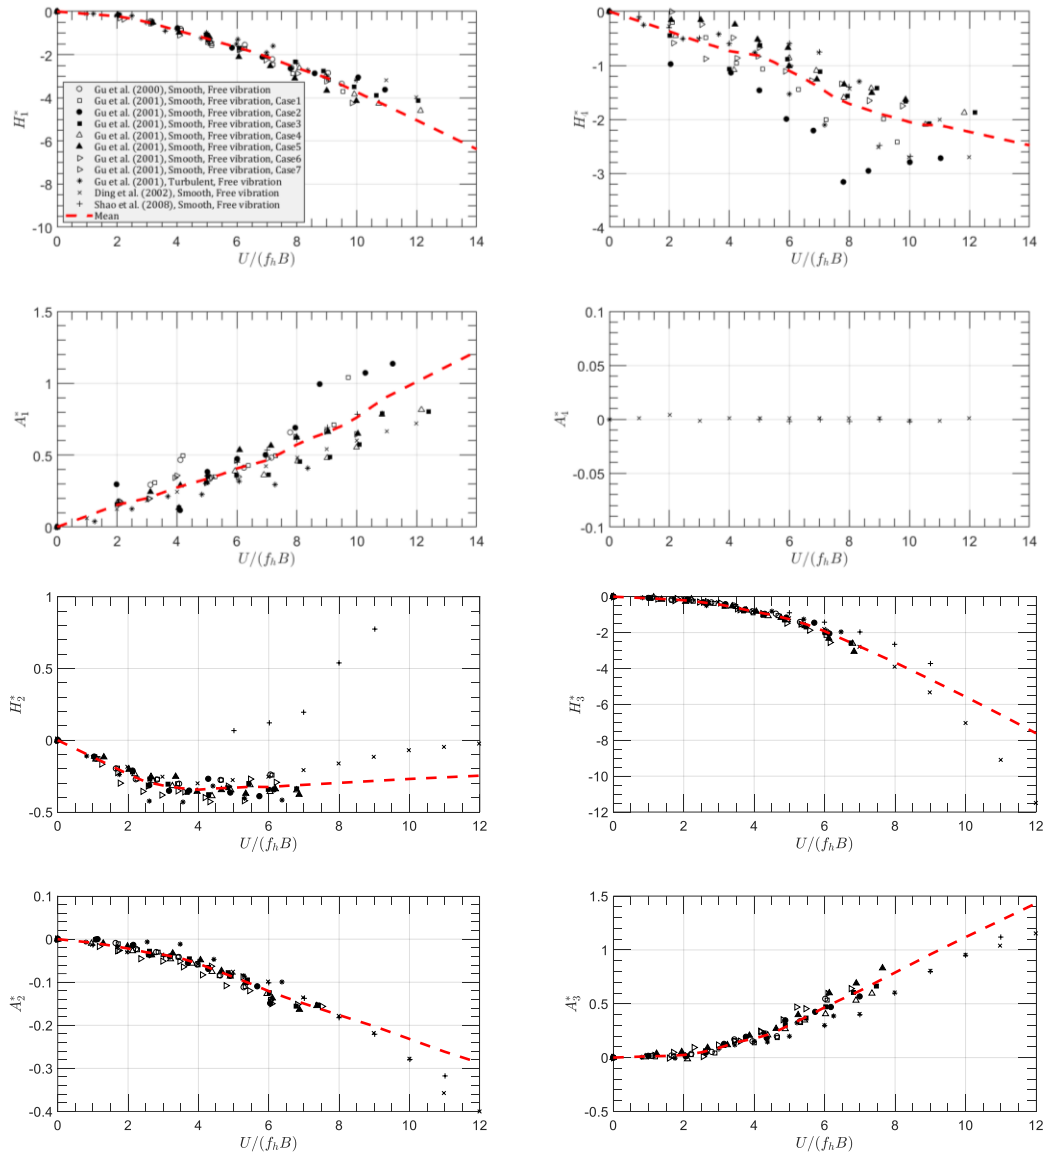 0
-2
-4
-6
-8
-10
H₁*
Gu et al. (2000), Smooth, Free vibration
Gu et al. (2001), Smooth, Free vibration, Case1
Gu et al. (2001), Smooth, Free vibration, Case2
Gu et al. (2001), Smooth, Free vibration, Case3
Gu et al. (2001), Smooth, Free vibration, Case4
Gu et al. (2001), Smooth, Free vibration, Case5
Gu et al. (2001), Smooth, Free vibration, Case6
Gu et al. (2001), Smooth, Free vibration, Case7
Gu et al. (2001), Turbulent, Free vibration
Ding et al. (2002), Smooth, Free vibration
Shao et al. (2008), Smooth, Free vibration
Mean
0 2 4 6 8 10 12 14
U/(fₕB)
0
-1
-2
-3
-4
H₄*
0 2 4 6 8 10 12 14
U/(fₕB)
1.5
1
0.5
0
A₁*
0 2 4 6 8 10 12 14
U/(fₕB)
0.1
0.05
0
-0.05
-0.1
A₄*
0 2 4 6 8 10 12 14
U/(fₕB)
1
0.5
0
-0.5
H₂*
0 2 4 6 8 10 12
U/(fₕB)
0
-2
-4
-6
-8
-10
-12
H₃*
0 2 4 6 8 10 12
U/(fₕB)
0.1
0
-0.1
-0.2
-0.3
-0.4
A₂*
0 2 4 6 8 10 12
U/(fₕB)
1.5
1
0.5
0
-0.5
A₃*
0 2 4 6 8 10 12
U/(fₕB)